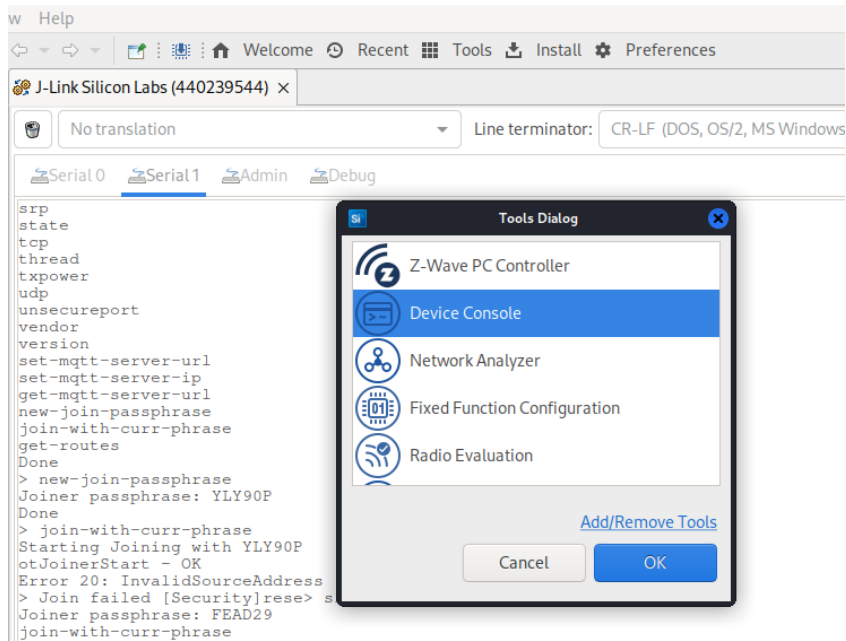 w Help
Welcome Recent Tools Install Preferences
J-Link Silicon Labs (440239544) ×
No translation Line terminator: CR-LF (DOS, OS/2, MS Windows
Serial 0 Serial 1 Admin Debug
srp
state
tcp
thread
txpower
udp
unsecureport
vendor
version
set-mqtt-server-url
set-mqtt-server-ip
get-mqtt-server-url
new-join-passphrase
join-with-curr-phrase
get-routes
Done
> new-join-passphrase
Joiner passphrase: YLY90P
Done
> join-with-curr-phrase
Starting Joining with YLY90P
otJoinerStart - OK
Error 20: InvalidSourceAddress
> Join failed [Security]rese> s
Joiner passphrase: FEAD29
join-with-curr-phrase
Si Tools Dialog
Z-Wave PC Controller
Device Console
Network Analyzer
Fixed Function Configuration
Radio Evaluation
Add/Remove Tools
Cancel OK